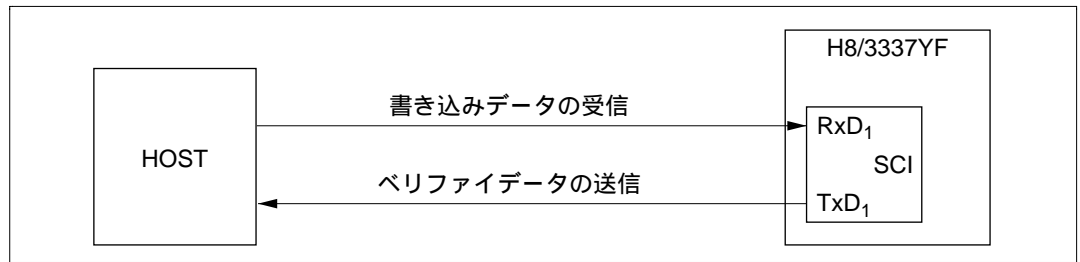 H8/3337YF
書き込みデータの受信
RxD1
HOST
SCI
ベリファイデータの送信
TxD1